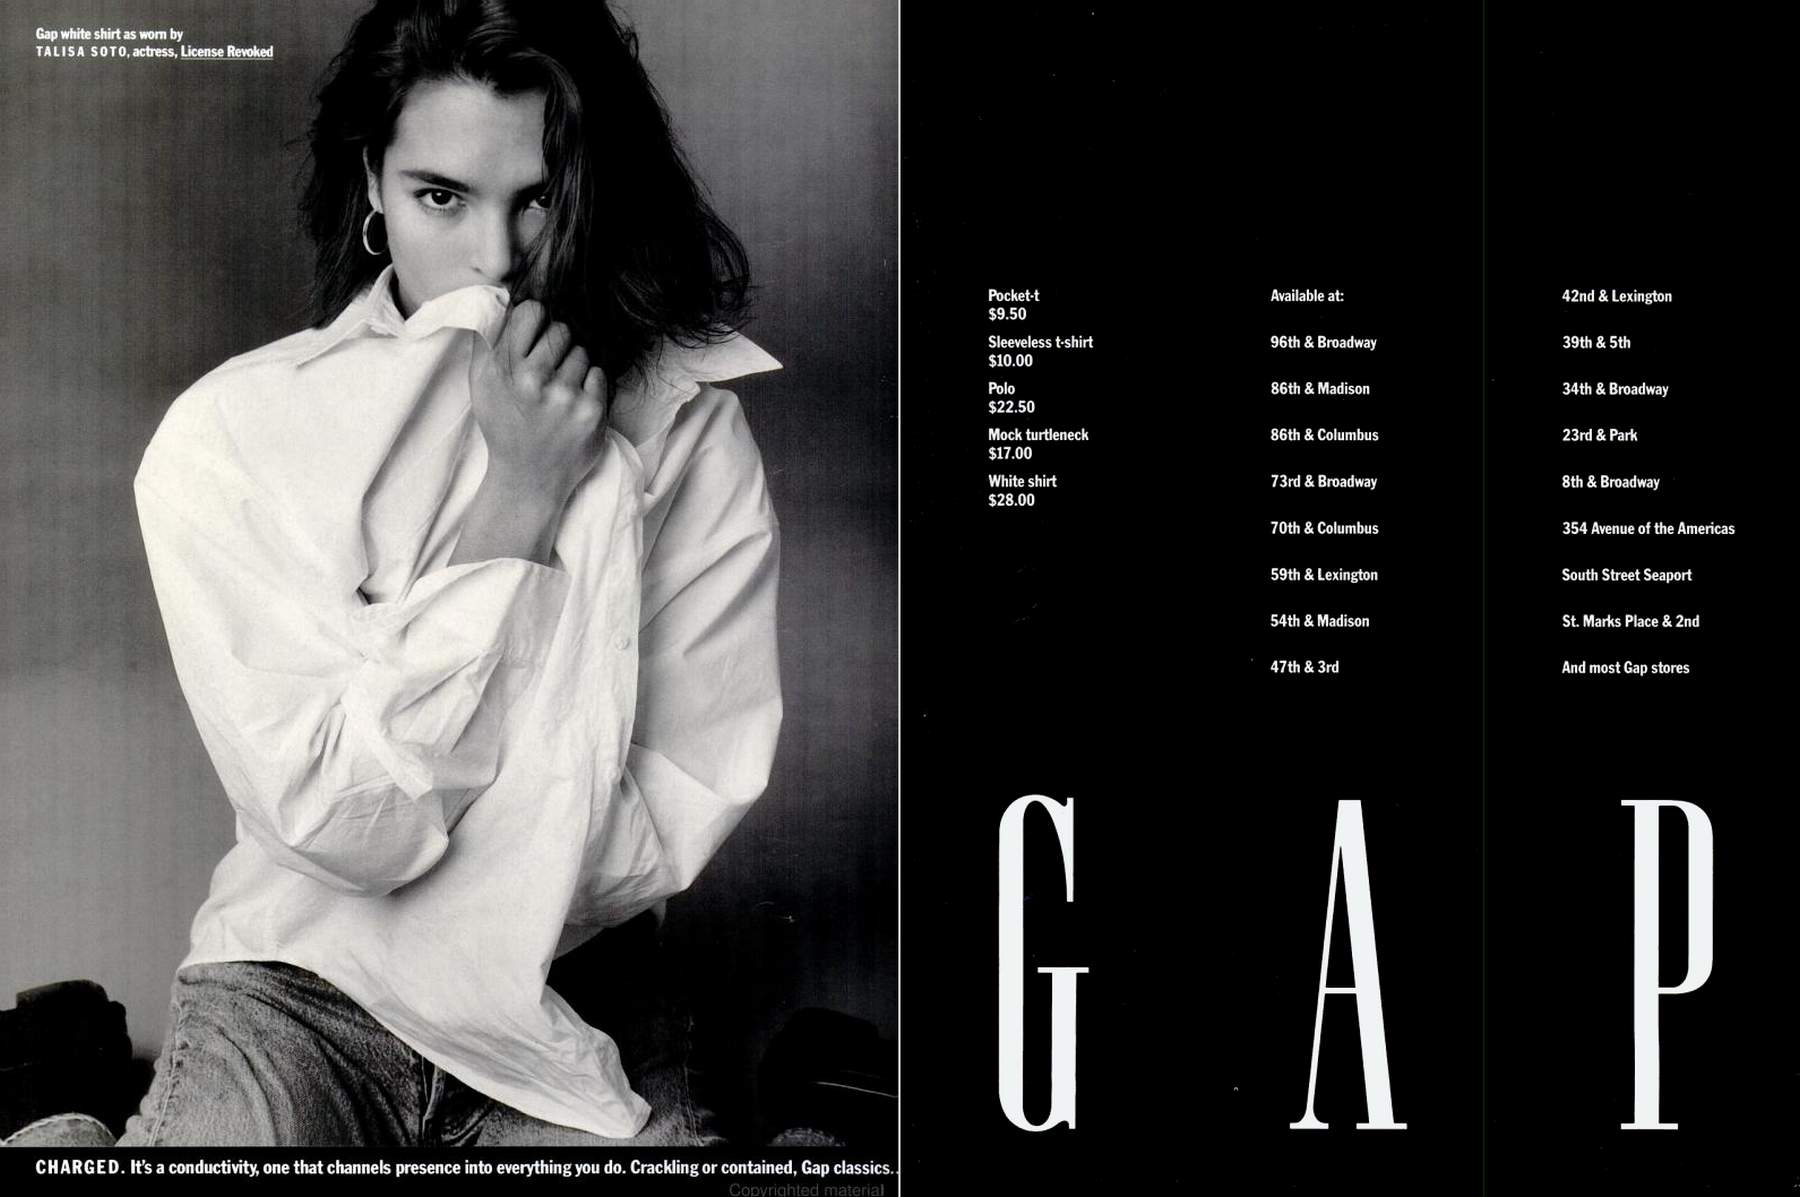 Gap white shirt as worn by
TALISA SOTO, actress, License Revoked
CHARGED. It's a conductivity, one that channels presence into everything you do. Crackling or contained, Gap classics..
Copyrighted material
Pocket-t
$9.50
Sleeveless t-shirt
$10.00
Polo
$22.50
Mock turtleneck
$17.00
White shirt
$28.00
Available at:
96th & Broadway
86th & Madison
86th & Columbus
73rd & Broadway
70th & Columbus
59th & Lexington
54th & Madison
47th & 3rd
42nd & Lexington
39th & 5th
34th & Broadway
23rd & Park
8th & Broadway
354 Avenue of the Americas
South Street Seaport
St. Marks Place & 2nd
And most Gap stores
GAP